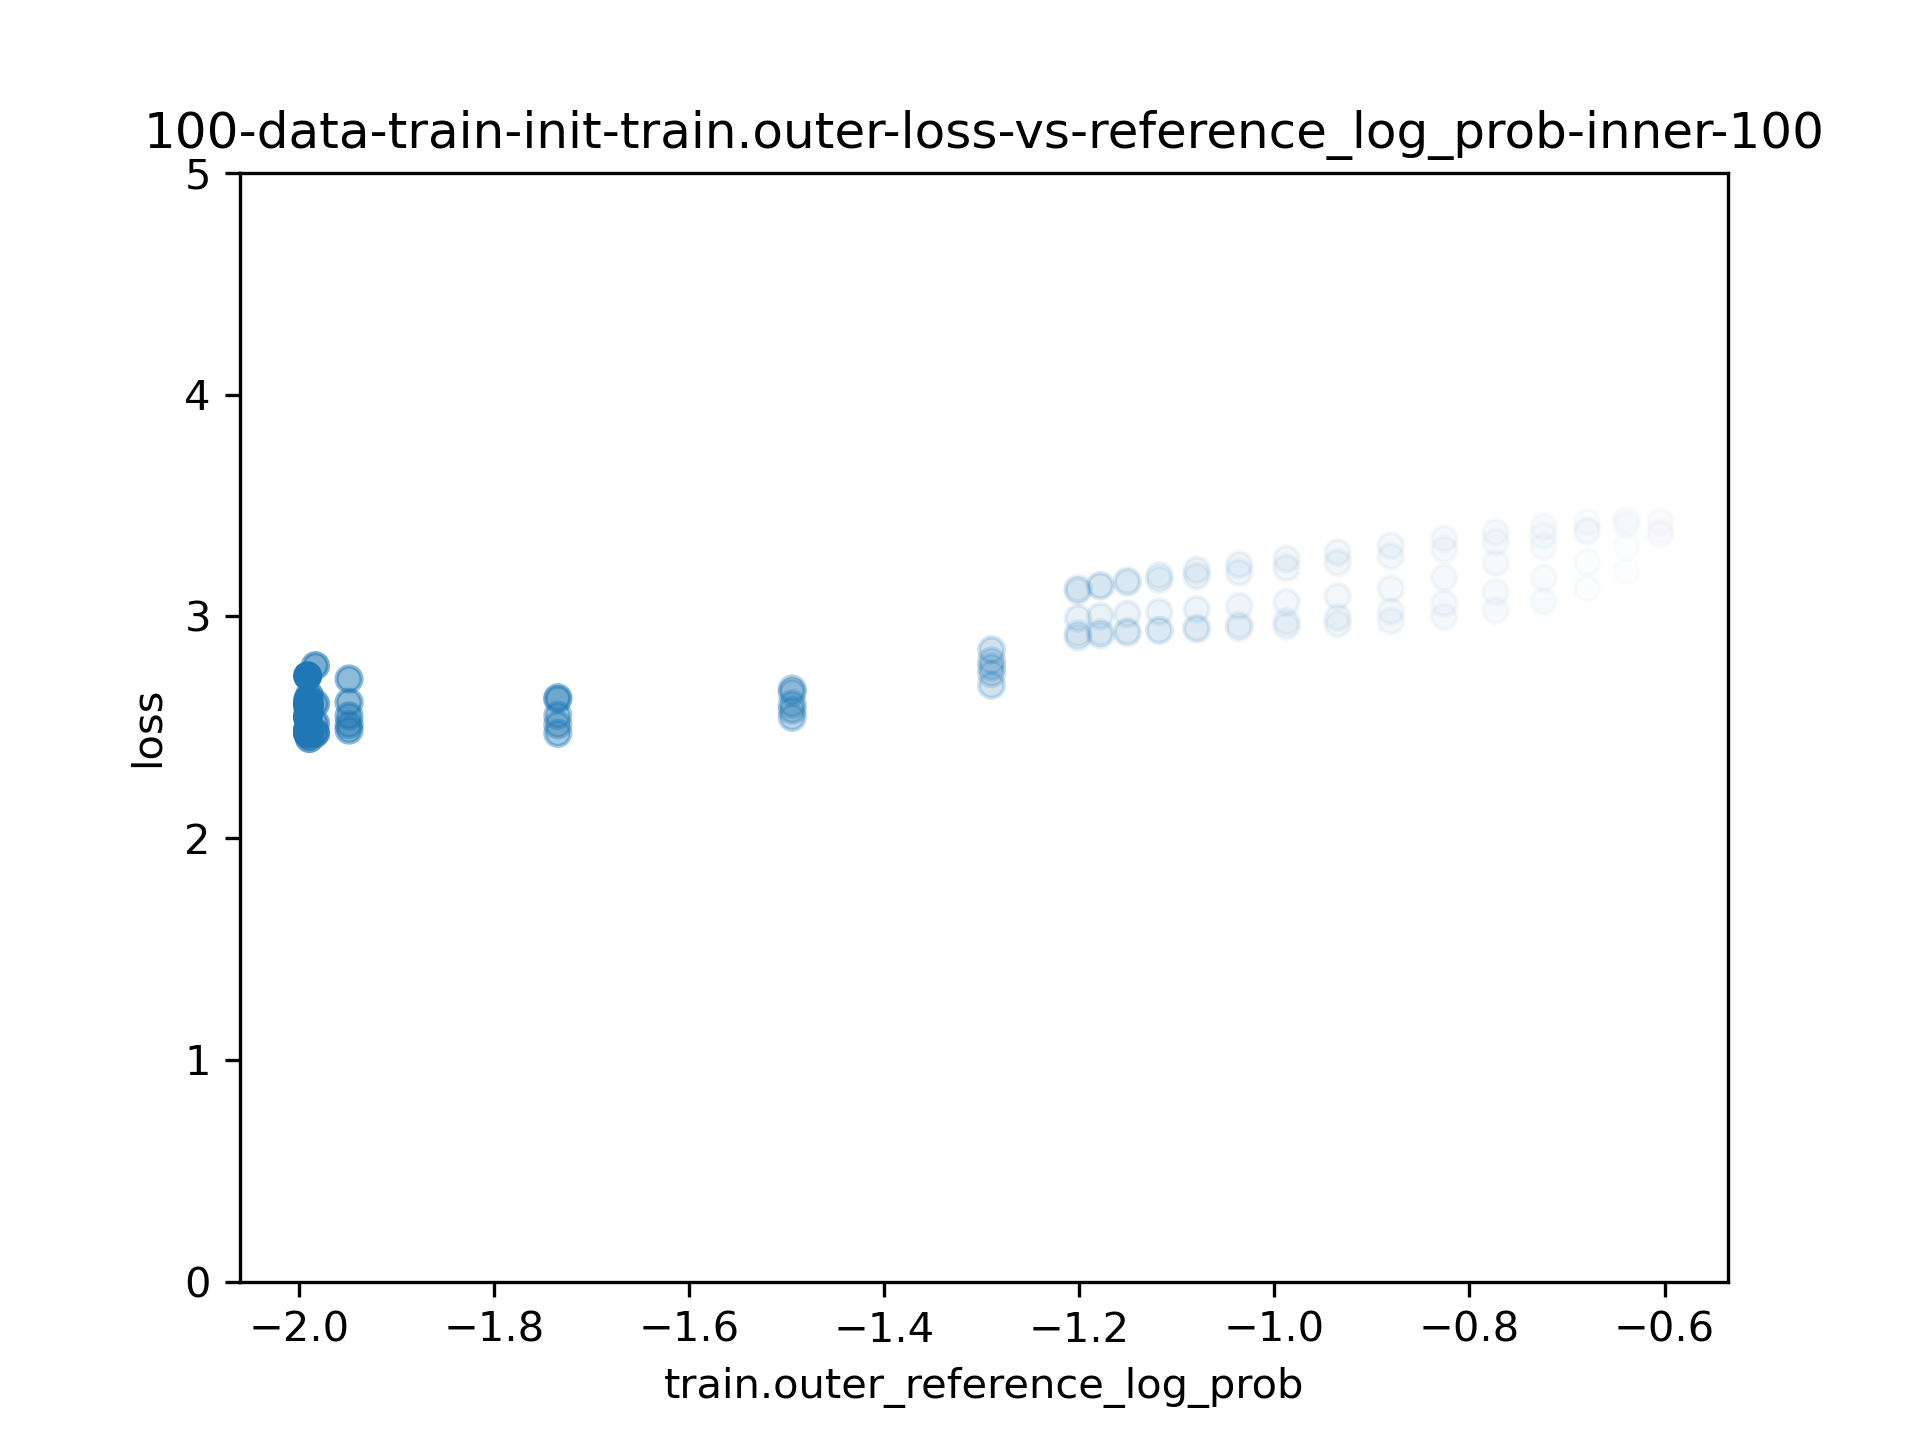 100-data-train-init-train.outer-loss-vs-reference_log_prob-inner-100
5
4
3
2
1
0
loss
−2.0 −1.8 −1.6 −1.4 −1.2 −1.0 −0.8 −0.6
train.outer_reference_log_prob